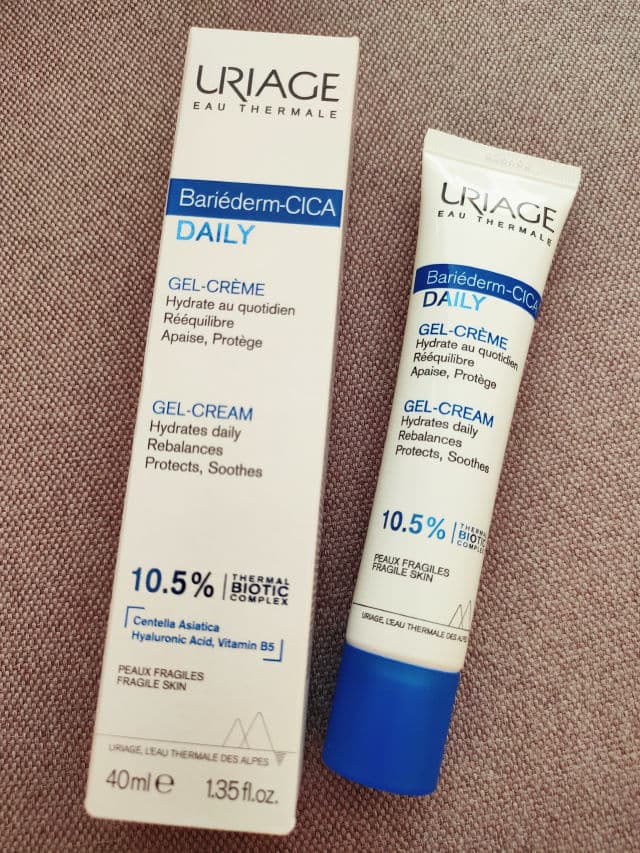 URIAGE
EAU THERMALE
Bariéderm-CICA
DAILY
GEL-CRÈME
Hydrate au quotidien
Rééquilibre
Apaise, Protège
GEL-CREAM
Hydrates daily
Rebalances
Protects, Soothes
10.5% THERMAL BIOTIC COMPLEX
Centella Asiatica
Hyaluronic Acid, Vitamin B5
PEAUX FRAGILES
FRAGILE SKIN
URIAGE, L'EAU THERMALE DES ALPES
40ml e 1.35fl.oz.
URIAGE
EAU THERMALE
Bariéderm-CICA
DAILY
GEL-CRÈME
Hydrate au quotidien
Rééquilibre
Apaise, Protège
GEL-CREAM
Hydrates daily
Rebalances
Protects, Soothes
10.5% THERMAL BIOTIC COMPLEX
PEAUX FRAGILES
FRAGILE SKIN
URIAGE, L'EAU THERMALE DES ALPES